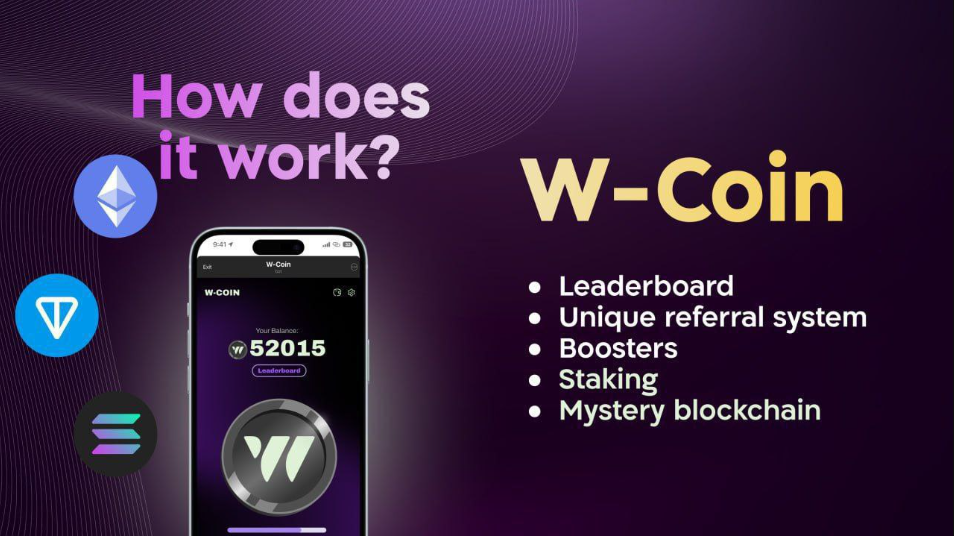 How does
it work?
W-Coin
Leaderboard
Unique referral system
Boosters
Staking
Mystery blockchain
9:41
Exit
W-Coin
W-COIN
Your Balance:
52015
Leaderboard